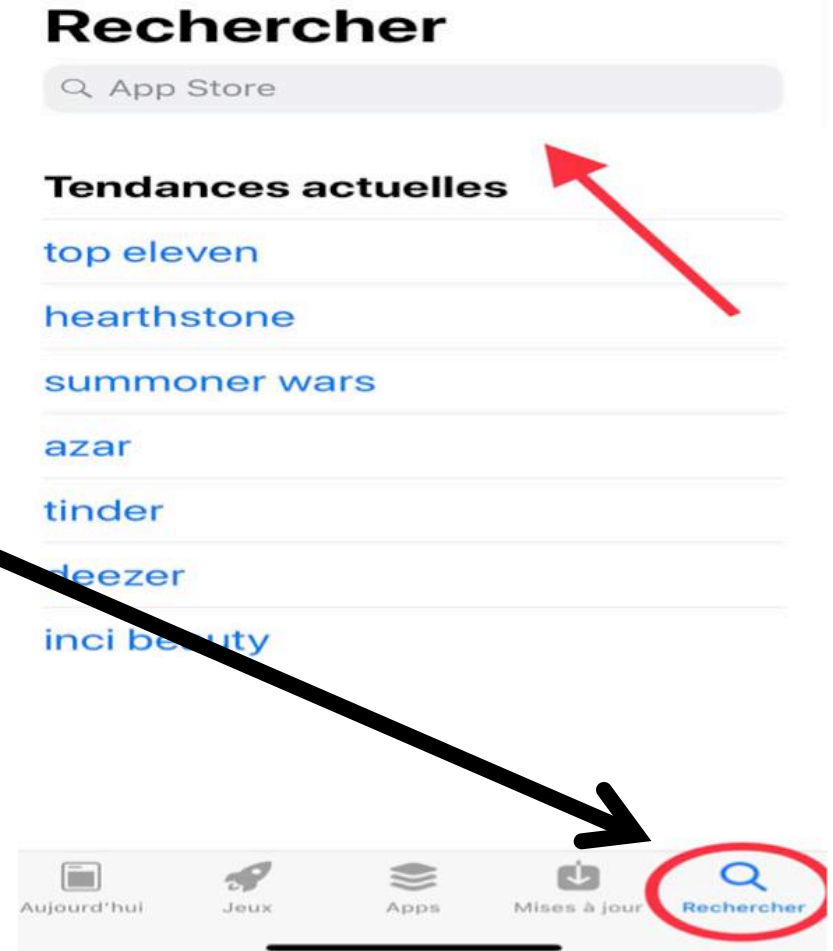 Rechercher
App Store
Tendances actuelles
top eleven
hearthstone
summoner wars
azar
tinder
deezer
inci beauty
Aujourd'hui
Jeux
Apps
Mises à jour
Rechercher